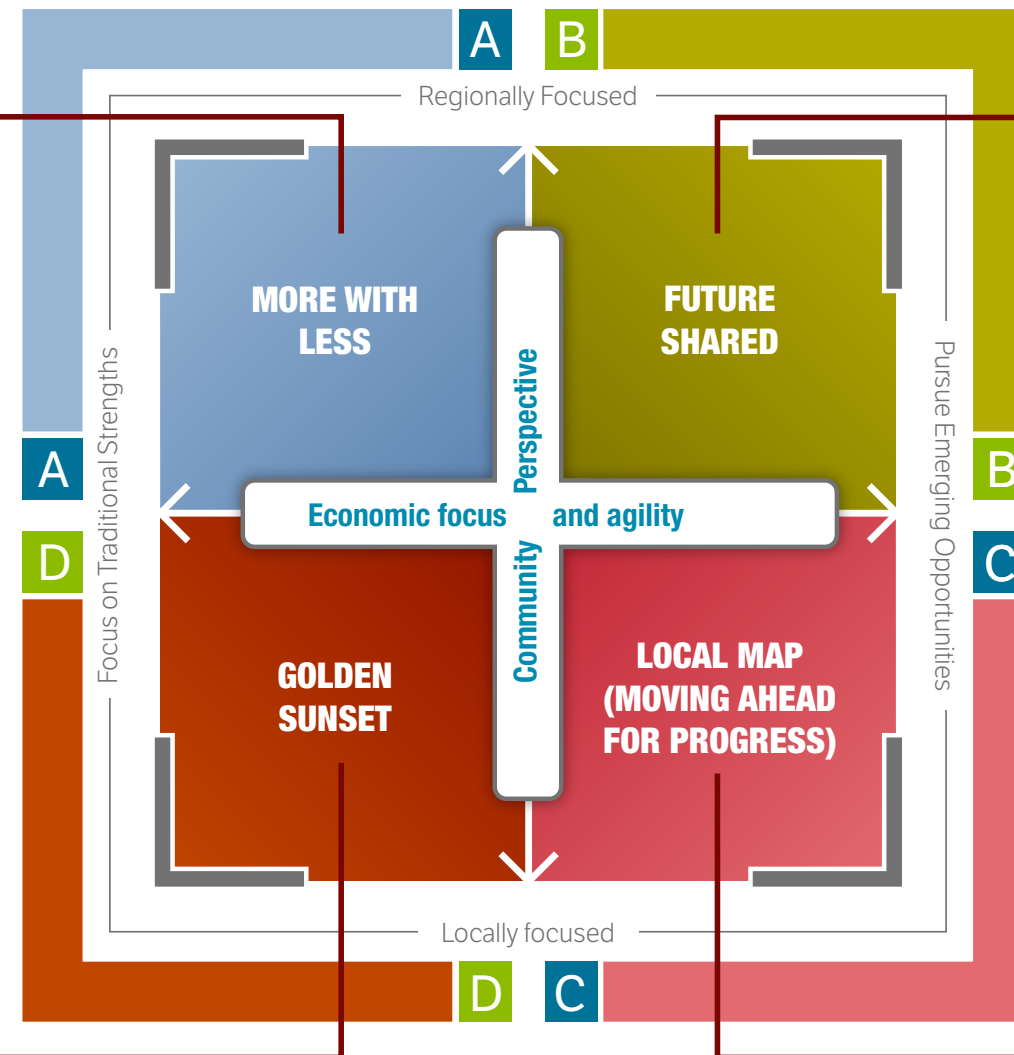 A
B
Regionally Focused
MORE WITH
LESS
FUTURE
SHARED
Focus on Traditional Strengths
Community Perspective
Pursue Emerging Opportunities
A
B
Economic focus and agility
D
C
GOLDEN
SUNSET
LOCAL MAP
(MOVING AHEAD
FOR PROGRESS)
Locally focused
D
C